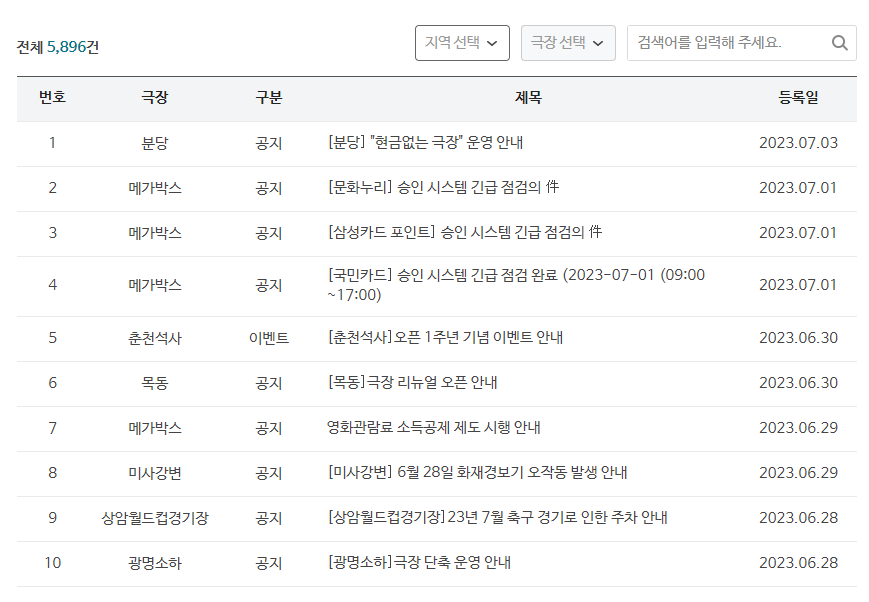 전체 5,896건 지역 선택 극장 선택 검색어를 입력해 주세요.
번호 극장 구분 제목 등록일
1 분당 공지 [분당] "현금없는 극장" 운영 안내 2023.07.03
2 메가박스 공지 [문화누리] 승인 시스템 긴급 점검의 件 2023.07.01
3 메가박스 공지 [삼성카드 포인트] 승인 시스템 긴급 점검의 件 2023.07.01
4 메가박스 공지 [국민카드] 승인 시스템 긴급 점검 완료 (2023-07-01 (09:00
~17:00) 2023.07.01
5 춘천석사 이벤트 [춘천석사]오픈 1주년 기념 이벤트 안내 2023.06.30
6 목동 공지 [목동]극장 리뉴얼 오픈 안내 2023.06.30
7 메가박스 공지 영화관람료 소득공제 제도 시행 안내 2023.06.29
8 미사강변 공지 [미사강변] 6월 28일 화재경보기 오작동 발생 안내 2023.06.29
9 상암월드컵경기장 공지 [상암월드컵경기장]23년 7월 축구 경기로 인한 주차 안내 2023.06.28
10 광명소하 공지 [광명소하]극장 단축 운영 안내 2023.06.28